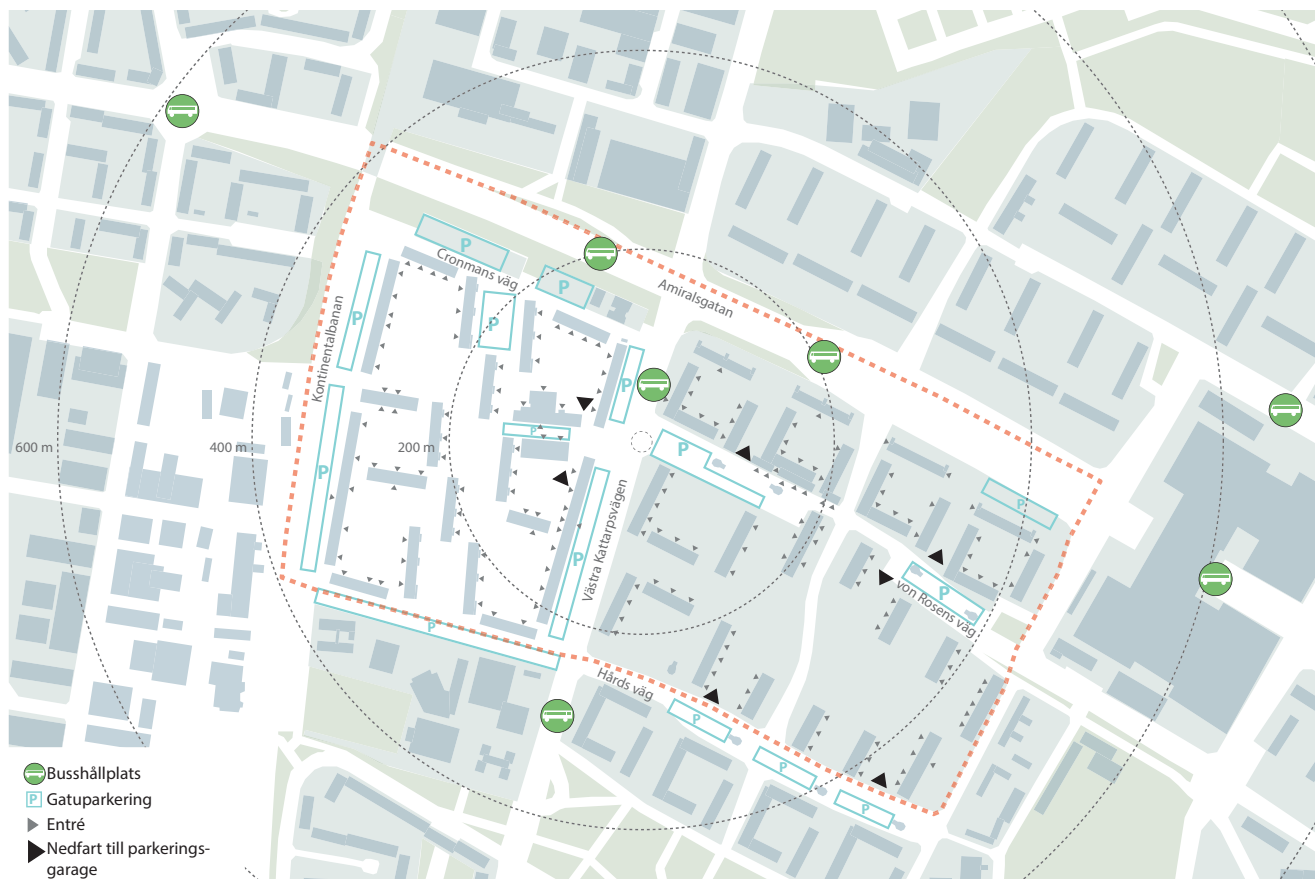 P
Cronmans väg
P
Amiralsgatan
P
P
Kontinentalbanan
P
P
P
600 m
400 m
200 m
P
P
P
Västra Kattarpsvägen
P
P
von Rosens väg
P
Hårds väg
P
P
P
Busshållplats
P Gatuparkering
Entré
Nedfart till parkerings-
garage